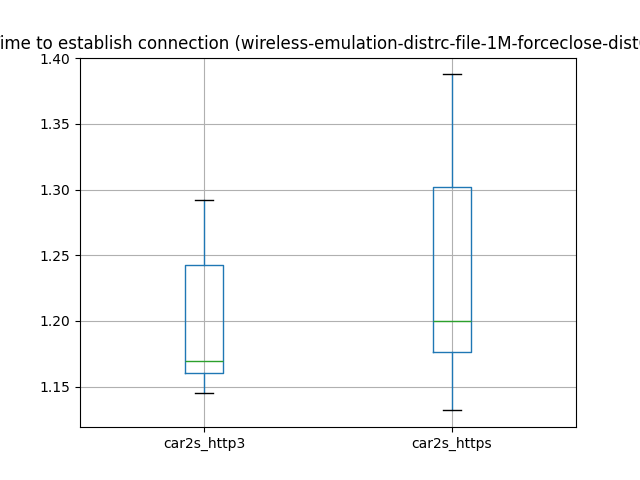 ime to establish connection (wireless-emulation-distrc-file-1M-forceclose-dist
1.40
1.35
1.30
1.25
1.20
1.15
car2s_http3
car2s_https